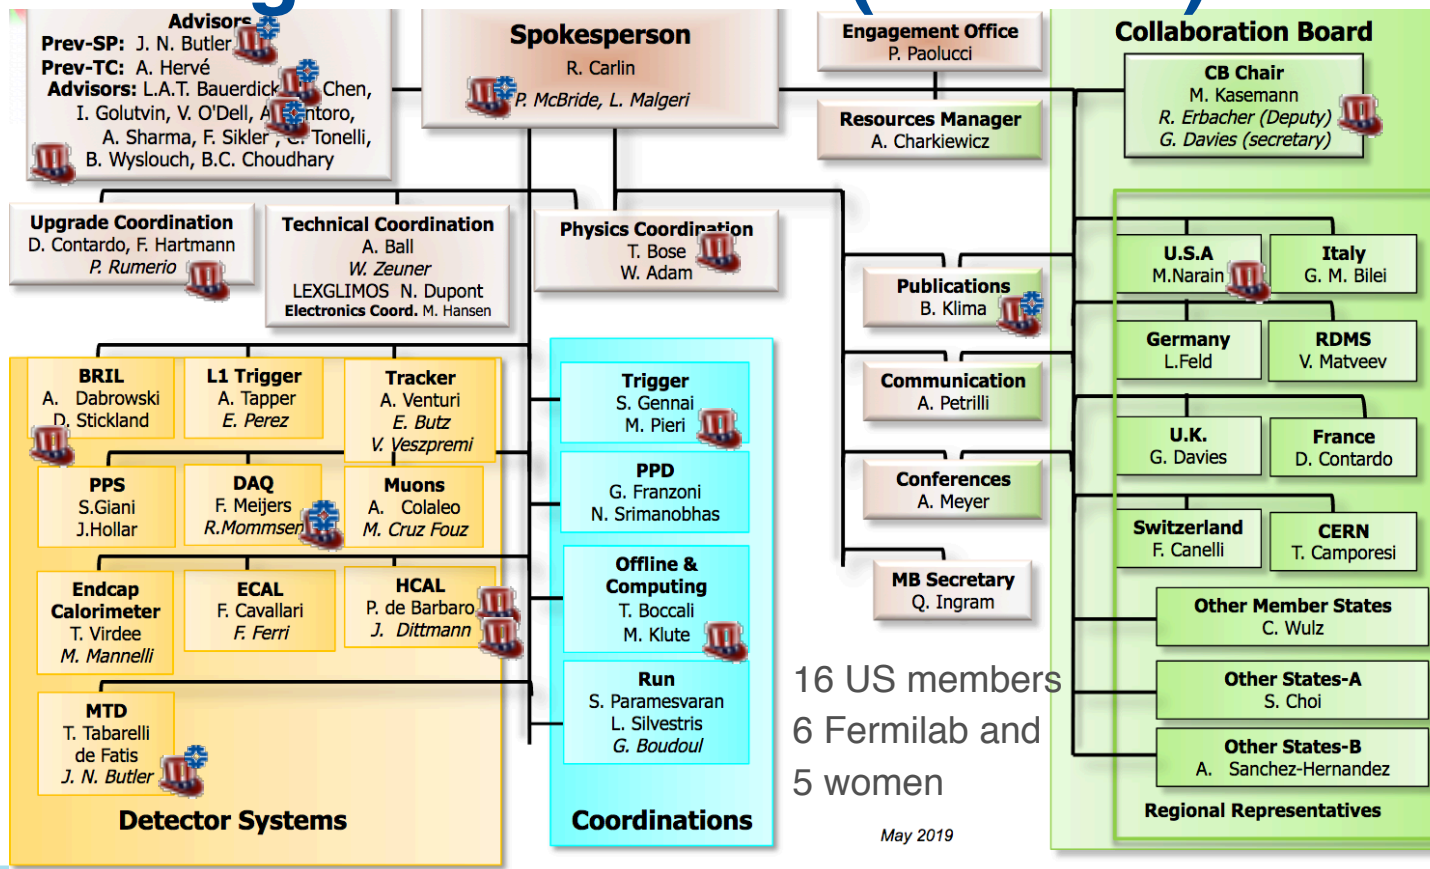 Advisors
Prev-SP: J. N. Butler
Prev-TC: A. Hervé
Advisors: L.A.T. Bauerdick, Chen,
I. Golutvin, V. O'Dell, A.
A. Sharma, F. Sikler, C. Tonelli,
B. Wyslouch, B.C. Choudhary
Spokesperson
R. Carlin
P. McBride, L. Malgeri
Engagement Office
P. Paolucci
Resources Manager
A. Charkiewicz
Collaboration Board
CB Chair
M. Kasemann
R. Erbacher (Deputy)
G. Davies (secretary)
Upgrade Coordination
D. Contardo, F. Hartmann
P. Rumerio
Technical Coordination
A. Ball
W. Zeuner
LEXGLIMOS N. Dupont
Electronics Coord. M. Hansen
Physics Coordination
T. Bose
W. Adam
Publications
B. Klima
Communication
A. Petrilli
Conferences
A. Meyer
MB Secretary
Q. Ingram
U.S.A
M.Narain
Italy
G. M. Bilei
Germany
L.Feld
RDMS
V. Matveev
U.K.
G. Davies
France
D. Contardo
Switzerland
F. Canelli
CERN
T. Camporesi
Other Member States
C. Wulz
Other States-A
S. Choi
Other States-B
A. Sanchez-Hernandez
Regional Representatives
BRIL
A. Dabrowski
D. Stickland
L1 Trigger
A. Tapper
E. Perez
Tracker
A. Venturi
E. Butz
V. Veszpremi
PPS
S.Giani
J.Hollar
DAQ
F. Meijers
R.Mommsen
Muons
A. Colaleo
M. Cruz Fouz
Endcap
Calorimeter
T. Virdee
M. Mannelli
ECAL
F. Cavallari
F. Ferri
HCAL
P. de Barbaro
J. Dittmann
MTD
T. Tabarelli
de Fatis
J. N. Butler
Detector Systems
Trigger
S. Gennai
M. Pieri
PPD
G. Franzoni
N. Srimanobhas
Offline &
Computing
T. Boccali
M. Klute
Run
S. Paramesvaran
L. Silvestris
G. Boudoul
Coordinations
16 US members
6 Fermilab and
5 women
May 2019